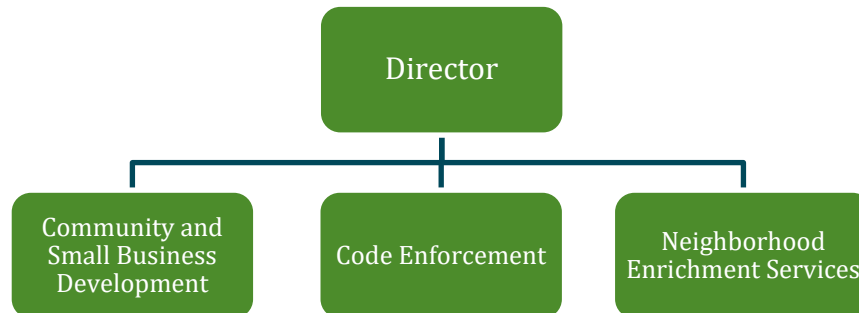 Director
Community and
Small Business
Development
Code Enforcement
Neighborhood
Enrichment Services